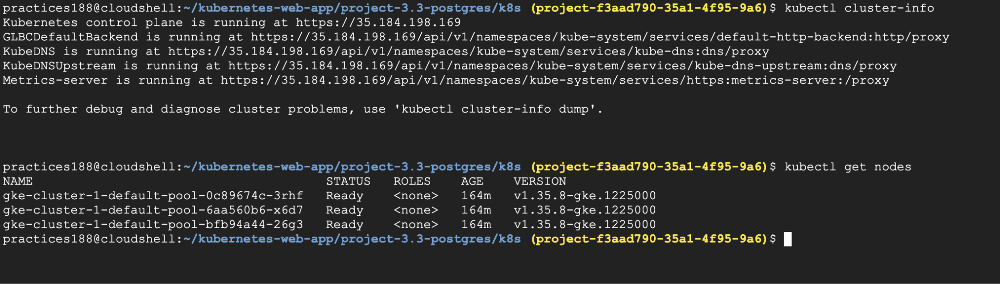 practices188@cloudshell:~/kubernetes-web-app/project-3.3-postgres/k8s (project-f3aad790-35a1-4f95-9a6)$ kubectl cluster-info
Kubernetes control plane is running at https://35.184.198.169
GLBCDefaultBackend is running at https://35.184.198.169/api/v1/namespaces/kube-system/services/default-http-backend:http/proxy
KubeDNS is running at https://35.184.198.169/api/v1/namespaces/kube-system/services/kube-dns:dns/proxy
KubeDNSUpstream is running at https://35.184.198.169/api/v1/namespaces/kube-system/services/kube-dns-upstream:dns/proxy
Metrics-server is running at https://35.184.198.169/api/v1/namespaces/kube-system/services/https:metrics-server:/proxy
To further debug and diagnose cluster problems, use 'kubectl cluster-info dump'.
practices188@cloudshell:~/kubernetes-web-app/project-3.3-postgres/k8s (project-f3aad790-35a1-4f95-9a6)$ kubectl get nodes
NAME STATUS ROLES AGE VERSION
gke-cluster-1-default-pool-0c89674c-3rhf Ready <none> 164m v1.35.8-gke.1225000
gke-cluster-1-default-pool-6aa560b6-x6d7 Ready <none> 164m v1.35.8-gke.1225000
gke-cluster-1-default-pool-bfb94a44-26g3 Ready <none> 164m v1.35.8-gke.1225000
practices188@cloudshell:~/kubernetes-web-app/project-3.3-postgres/k8s (project-f3aad790-35a1-4f95-9a6)$